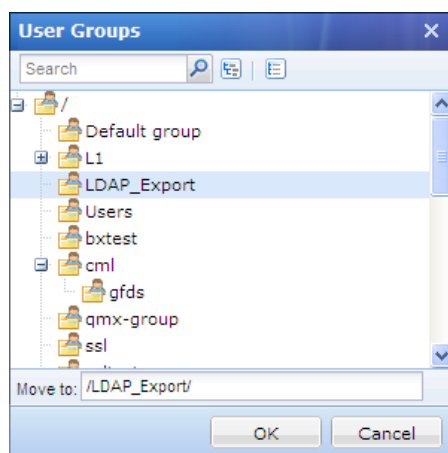 User Groups
Search
/
Default group
L1
LDAP_Export
Users
bxtest
cml
gfds
qmx-group
ssl
Move to: /LDAP_Export/
OK Cancel